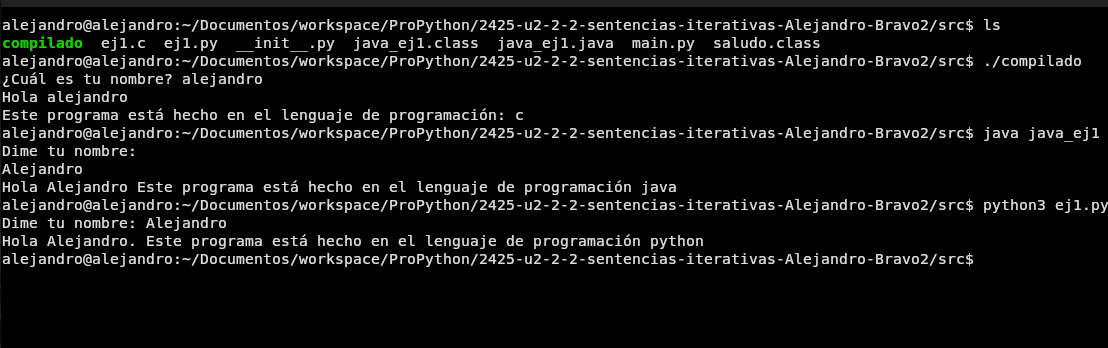 alejandro@alejandro:~/Documentos/workspace/ProPython/2425-u2-2-2-sentencias-iterativas-Alejandro-Bravo2/src$ ls
compilado  ej1.c  ej1.py  __init__.py  java_ej1.class  java_ej1.java  main.py  saludo.class
alejandro@alejandro:~/Documentos/workspace/ProPython/2425-u2-2-2-sentencias-iterativas-Alejandro-Bravo2/src$ ./compilado
¿Cuál es tu nombre? alejandro
Hola alejandro
Este programa está hecho en el lenguaje de programación: c
alejandro@alejandro:~/Documentos/workspace/ProPython/2425-u2-2-2-sentencias-iterativas-Alejandro-Bravo2/src$ java java_ej1
Dime tu nombre:
Alejandro
Hola Alejandro Este programa está hecho en el lenguaje de programación java
alejandro@alejandro:~/Documentos/workspace/ProPython/2425-u2-2-2-sentencias-iterativas-Alejandro-Bravo2/src$ python3 ej1.py
Dime tu nombre: Alejandro
Hola Alejandro. Este programa está hecho en el lenguaje de programación python
alejandro@alejandro:~/Documentos/workspace/ProPython/2425-u2-2-2-sentencias-iterativas-Alejandro-Bravo2/src$